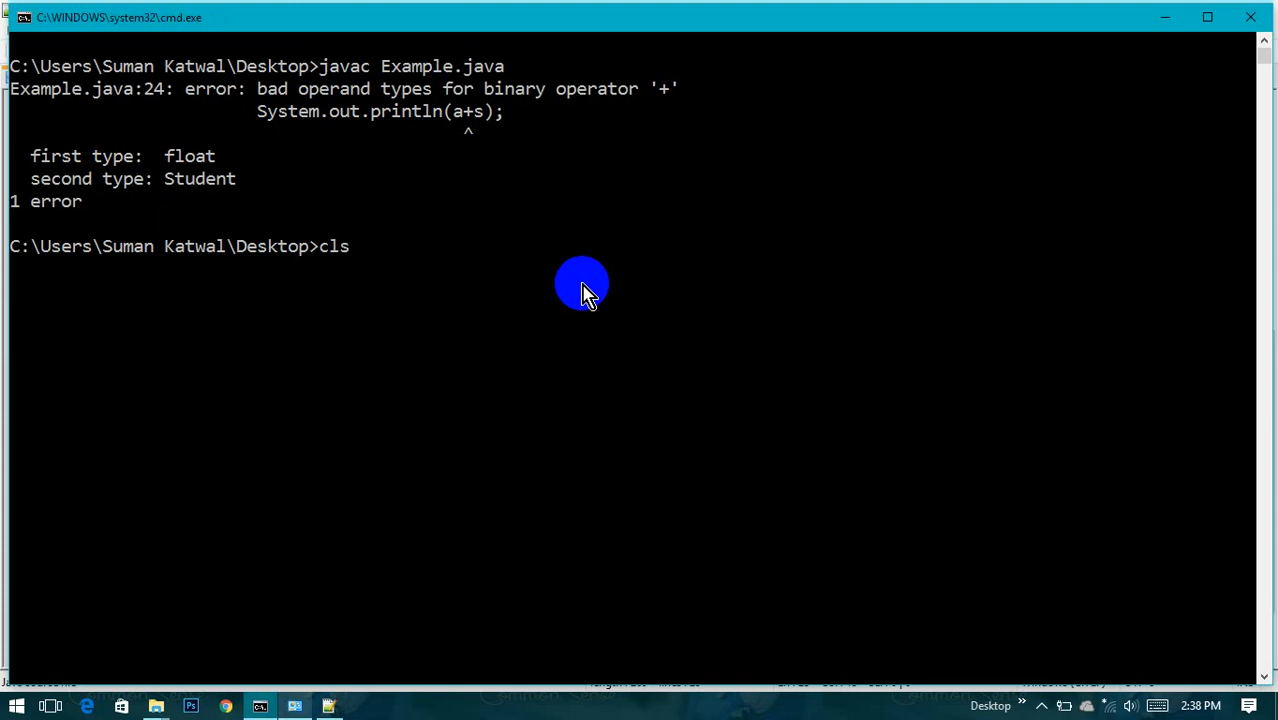 C:\WINDOWS\system32\cmd.exe
C:\Users\Suman Katwal\Desktop>javac Example.java
Example.java:24: error: bad operand types for binary operator '+'
System.out.println(a+s);
^
first type:  float
second type: Student
1 error
C:\Users\Suman Katwal\Desktop>cls
Desktop
2:38 PM